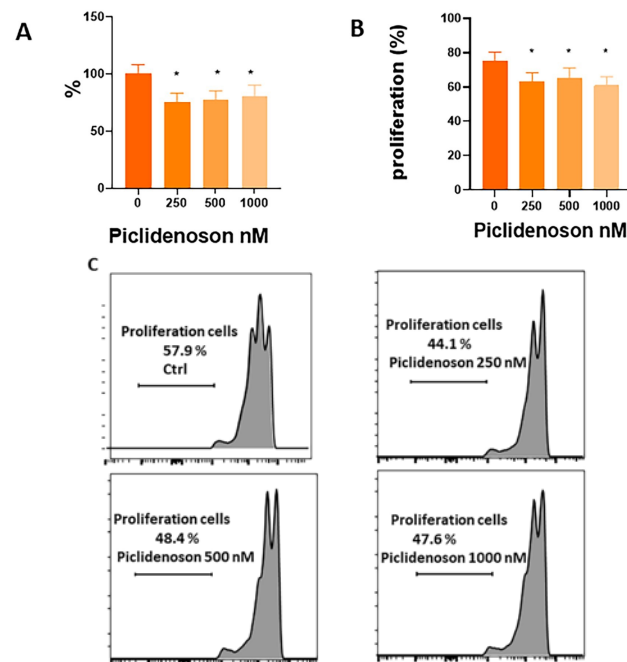 A
150
100
50
0
%
*
*
*
0
250
500
1000
Piclidenoson nM
B
100
80
60
40
60
0
proliferation (%)
*
*
*
0
250
500
1000
Piclidenoson nM
C
Proliferation cells
57.9 %
Ctrl
Proliferation cells
44.1 %
Piclidenoson 250 nM
Proliferation cells
48.4 %
Piclidenoson 500 nM
Proliferation cells
47.6 %
Piclidenoson 1000 nM